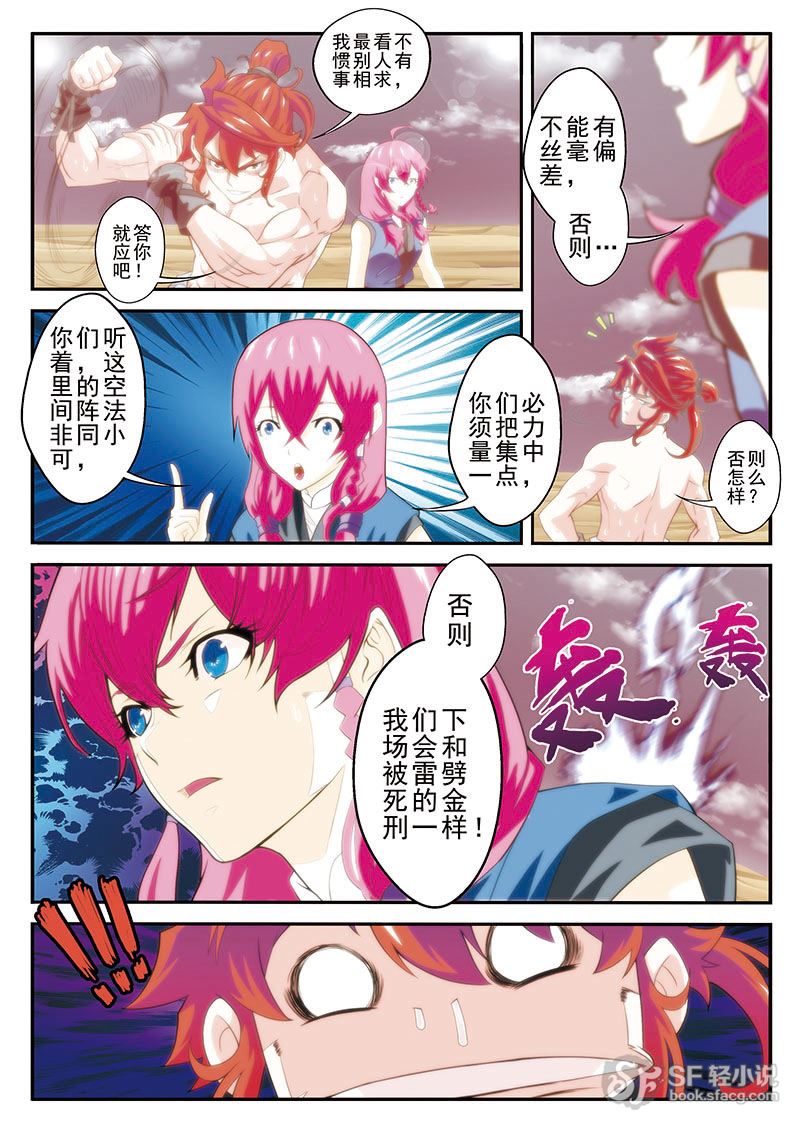 我最看不
惯别人有
事相求，
就答
应你
吧！
你们听
着，这
里的空
间阵法
非同小
可，
你们必
须把力
量集中
一点，
不能有
丝毫偏
差，
否则…
否则
怎么
样？
否则
我们下
场会和
被雷劈
死的金
刑一样！
轰
轰
!!!
SF 轻小说
book.sfacg.com